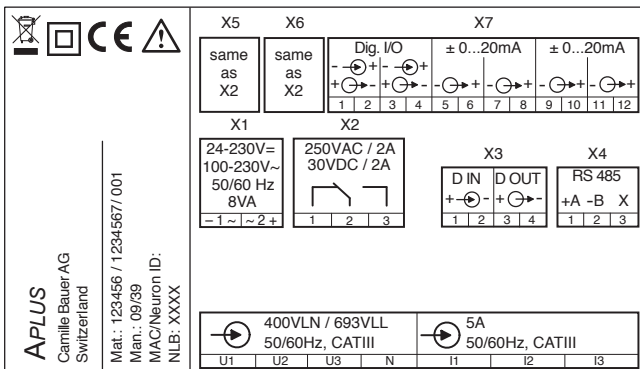 X5 X6 X7
same as X2
same as X2
Dig. I/O ± 0...20mA ± 0...20mA
- + - +
+ - + - - + - + - + - +
1 2 3 4 5 6 7 8 9 10 11 12
X1 X2 X3 X4
24-230V=
100-230V~
50/60 Hz
8VA
– 1 ~ ~ 2 +
250VAC / 2A
30VDC / 2A
1 2 3
D IN D OUT
+ - + -
1 2 3 4
RS 485
+A -B X
1 2 3
400VLN / 693VLL
50/60Hz, CATIII
U1 U2 U3 N
5A
50/60Hz, CATIII
I1 I2 I3
CE
APLUS
Camille Bauer AG
Switzerland
Mat.: 123456 / 1234567/ 001
Man.: 09/39
MAC/Neuron ID:
NLB: XXXX